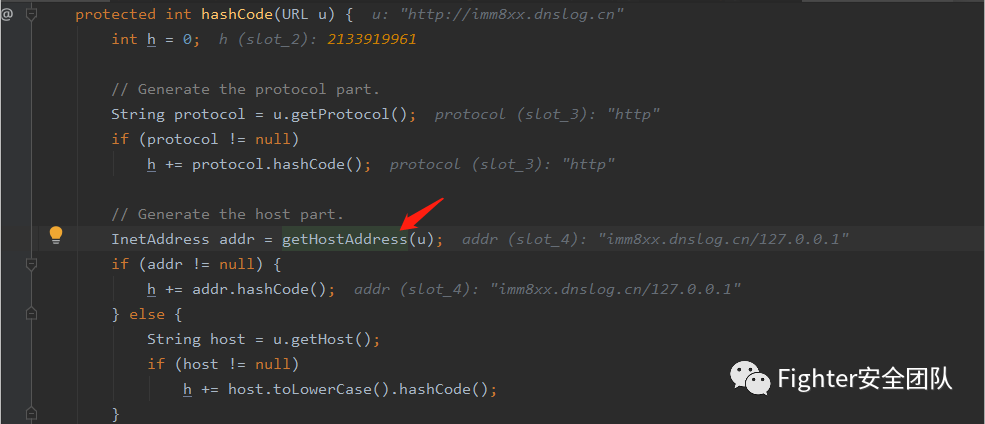 @ protected int hashCode(URL u) { u: "http://imm8xx.dnslog.cn"
int h = 0; h (slot_2): 2133919961
// Generate the protocol part.
String protocol = u.getProtocol(); protocol (slot_3): "http"
if (protocol != null)
h += protocol.hashCode(); protocol (slot_3): "http"
// Generate the host part.
InetAddress addr = getHostAddress(u); addr (slot_4): "imm8xx.dnslog.cn/127.0.0.1"
if (addr != null) {
h += addr.hashCode(); addr (slot_4): "imm8xx.dnslog.cn/127.0.0.1"
} else {
String host = u.getHost();
if (host != null)
h += host.toLowerCase().hashCode();
}
Fighter安全团队